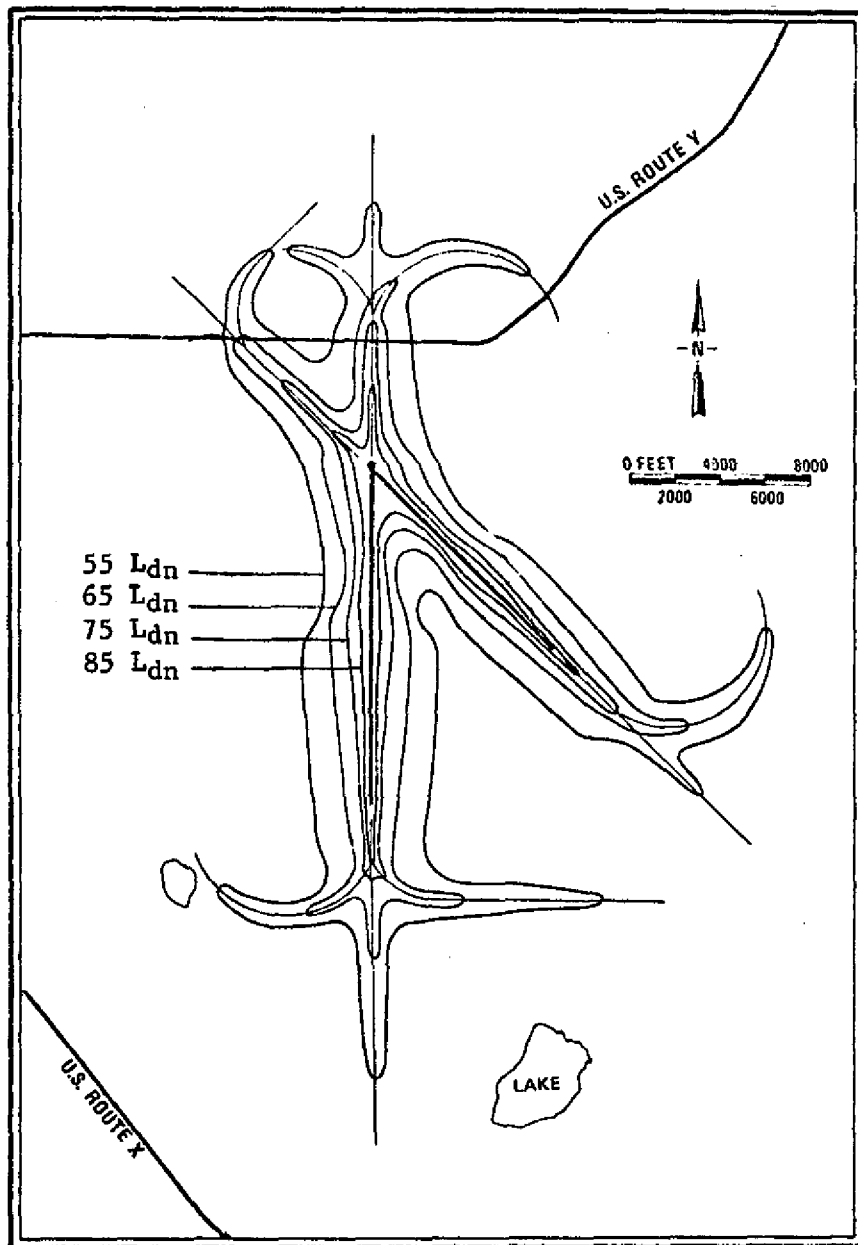 U.S. ROUTE Y
-N-
0 FEET 4000 8000
2000 6000
55 Ldn
65 Ldn
75 Ldn
85 Ldn
LAKE
U.S. ROUTE X